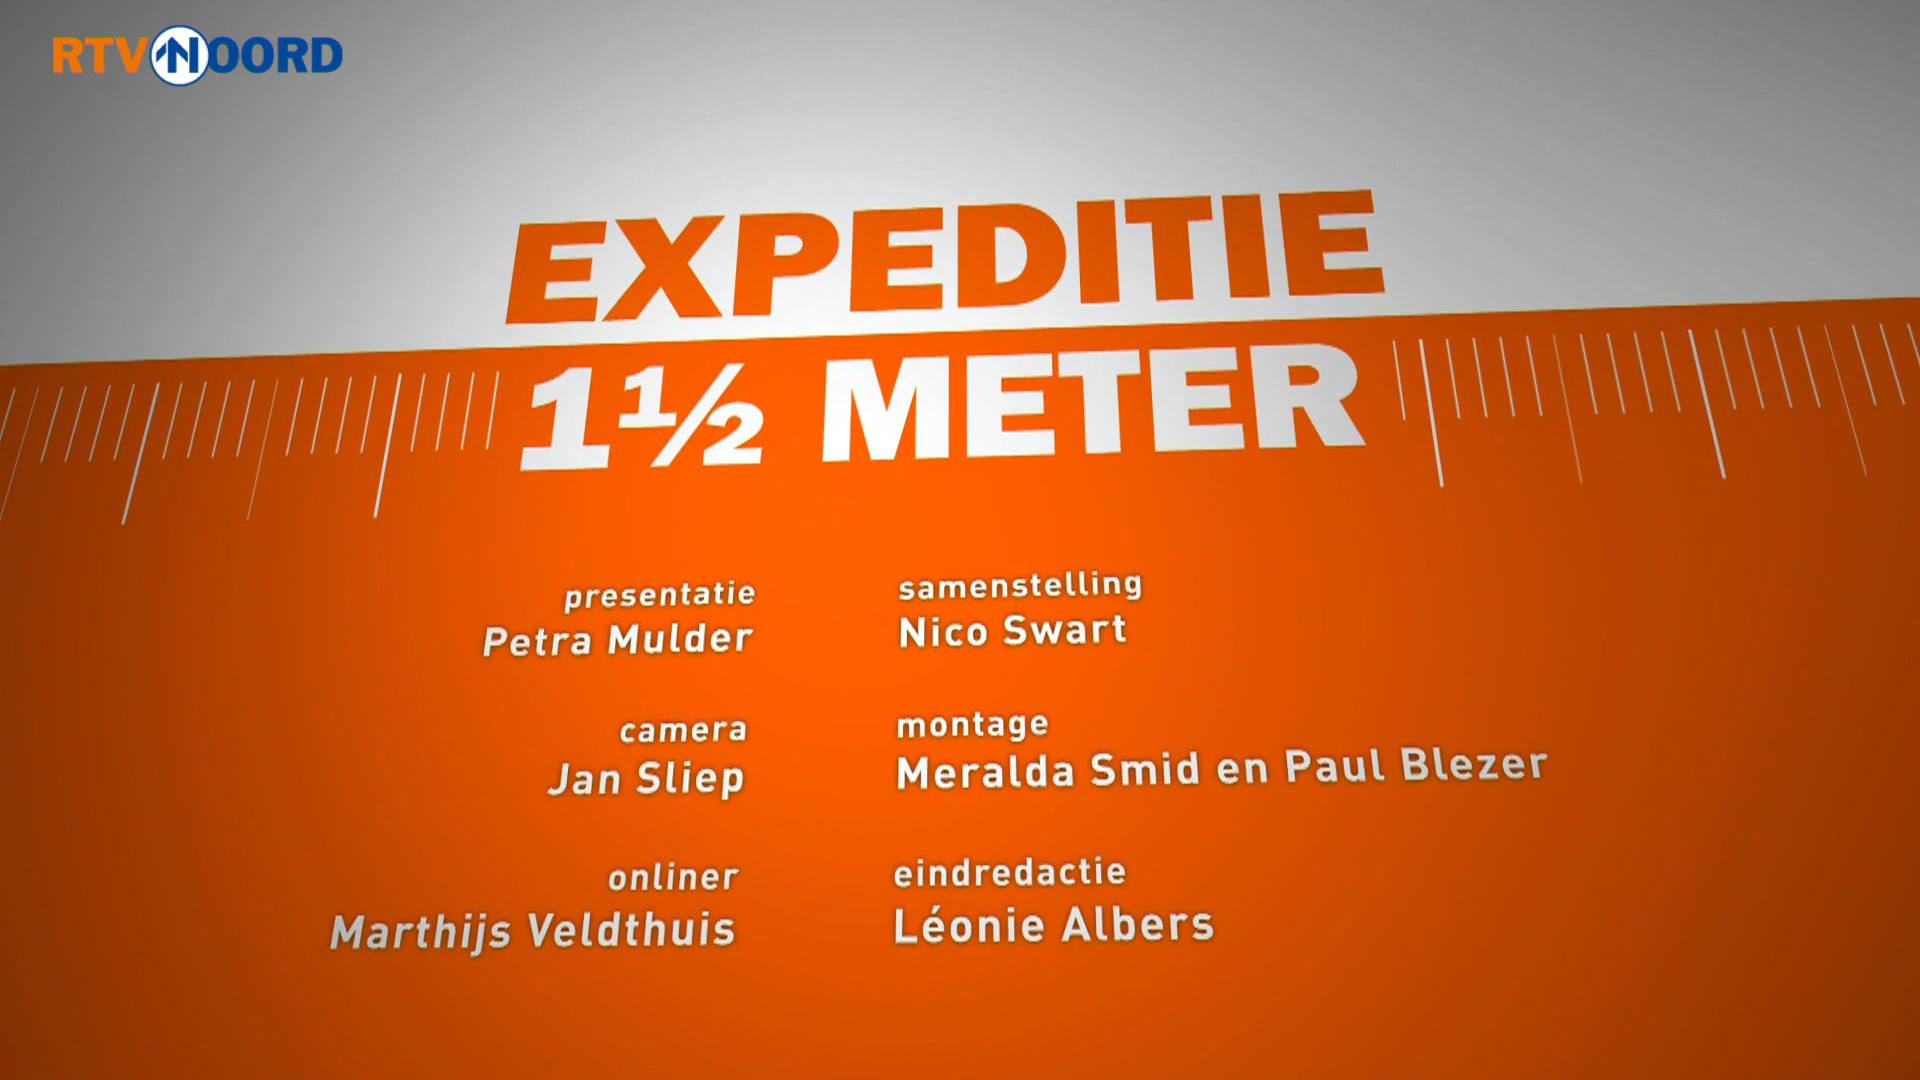 RTV NOORD
EXPEDITIE
1½ METER
presentatie
Petra Mulder
samenstelling
Nico Swart
camera
Jan Sliep
montage
Meralda Smid en Paul Blezer
onliner
Marthijs Veldthuis
eindredactie
Léonie Albers